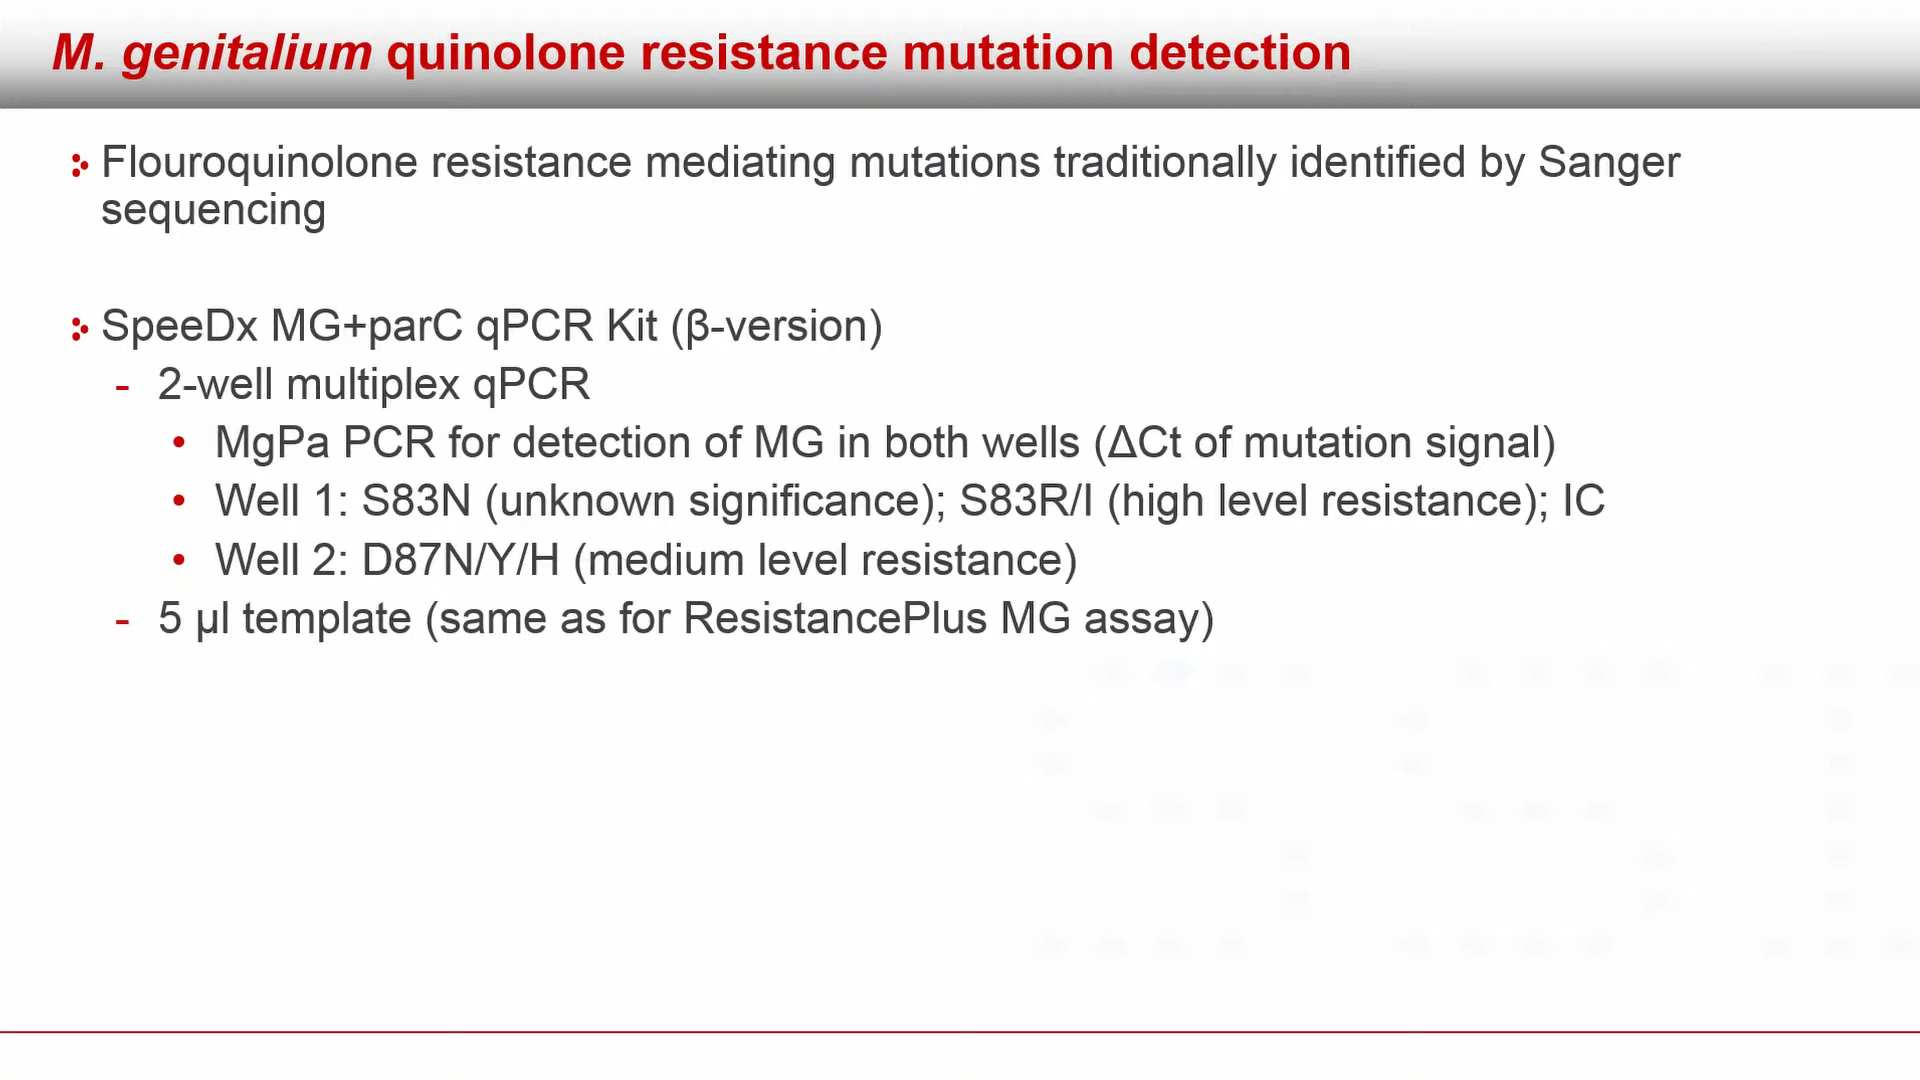 M. genitalium quinolone resistance mutation detection
Flouroquinolone resistance mediating mutations traditionally identified by Sanger
sequencing
SpeeDx MG+parC qPCR Kit (β-version)
- 2-well multiplex qPCR
• MgPa PCR for detection of MG in both wells (ΔCt of mutation signal)
• Well 1: S83N (unknown significance); S83R/I (high level resistance); IC
• Well 2: D87N/Y/H (medium level resistance)
- 5 µl template (same as for ResistancePlus MG assay)